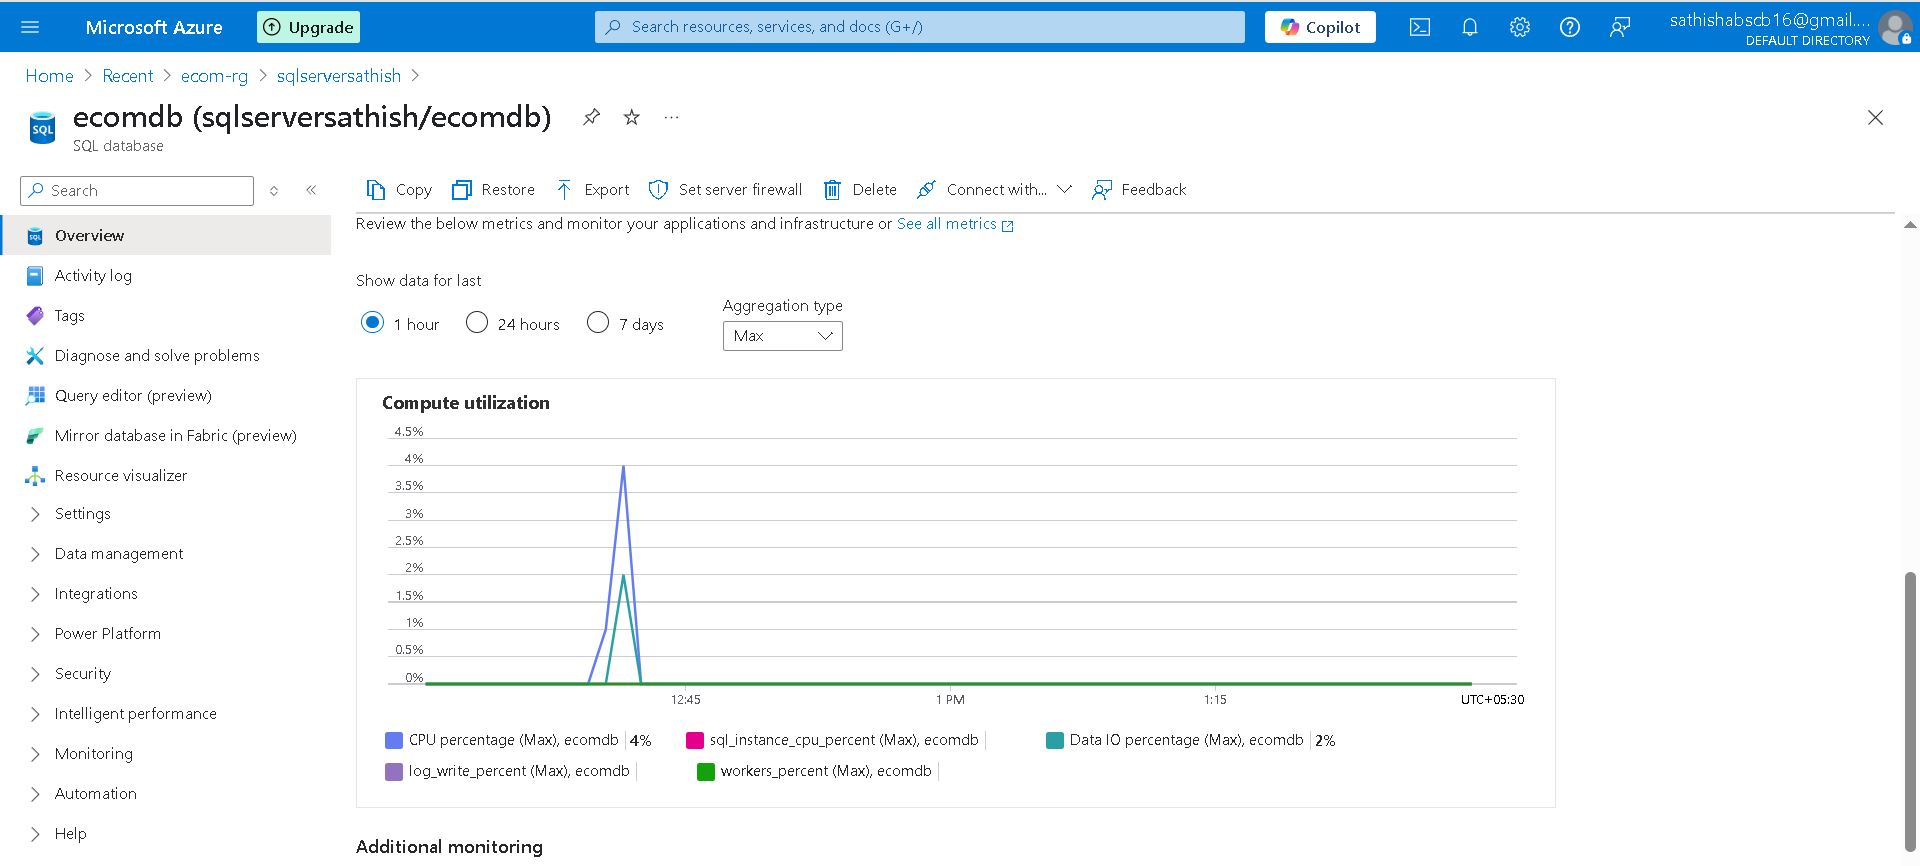 Microsoft Azure
Upgrade
Search resources, services, and docs (G+/)
Copilot
sathishabscb16@gmail....
DEFAULT DIRECTORY
Home > Recent > ecom-rg > sqlserversathish >
SQL
ecomdb (sqlserversathish/ecomdb)
...
SQL database
Search
Copy
Restore
Export
Set server firewall
Delete
Connect with...
Feedback
Overview
Activity log
Tags
Diagnose and solve problems
Query editor (preview)
Mirror database in Fabric (preview)
Resource visualizer
Settings
Data management
Integrations
Power Platform
Security
Intelligent performance
Monitoring
Automation
Help
Review the below metrics and monitor your applications and infrastructure or See all metrics
Show data for last
1 hour
24 hours
7 days
Aggregation type
Max
Compute utilization
4.5%
4%
3.5%
3%
2.5%
2%
1.5%
1%
0.5%
0%
12:45
1 PM
1:15
UTC+05:30
CPU percentage (Max), ecomdb | 4%
sql_instance_cpu_percent (Max), ecomdb |
Data IO percentage (Max), ecomdb | 2%
log_write_percent (Max), ecomdb |
workers_percent (Max), ecomdb |
Additional monitoring